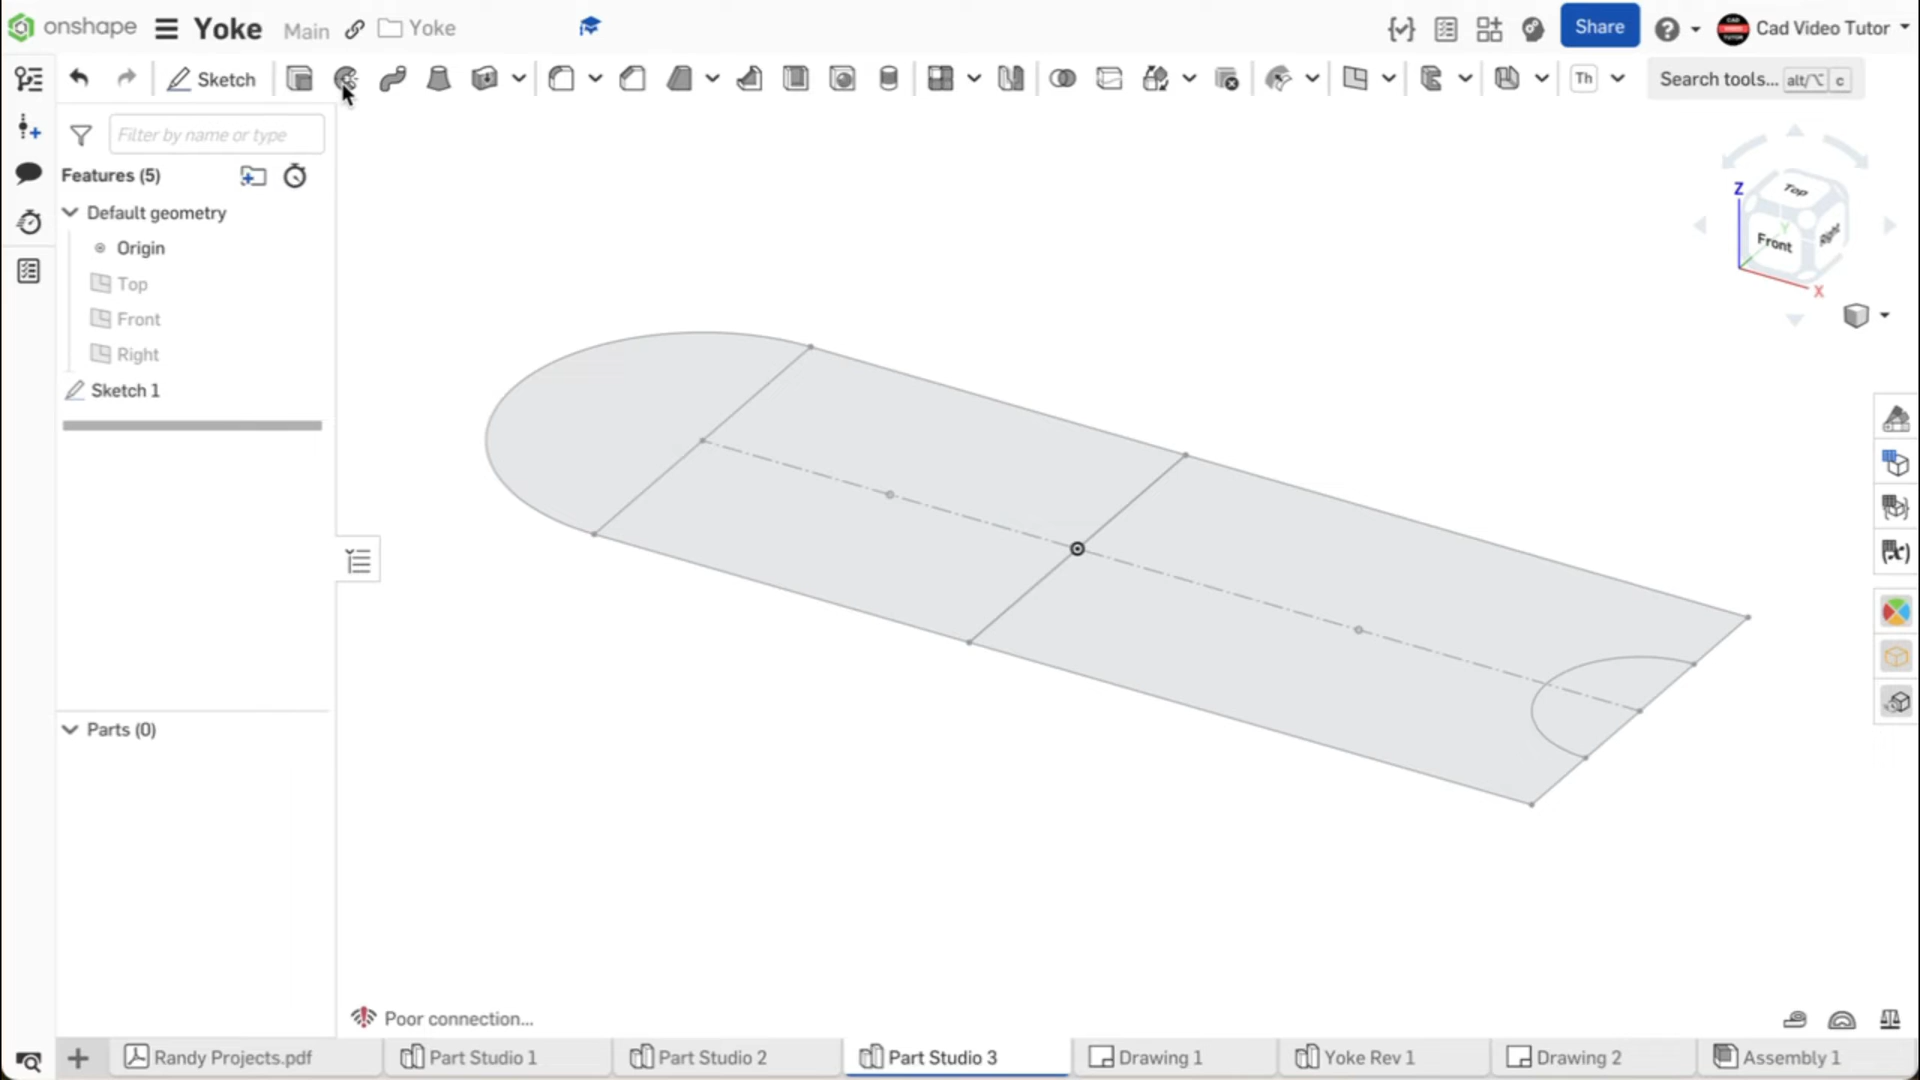 onshape Yoke Main Yoke Share Cad Video Tutor
Sketch Th Search tools... alt/⌥ c
Filter by name or type
Features (5)
Default geometry
Origin
Top
Front
Right
Sketch 1
Parts (0)
Z
Top
Y
Front
Right
X
Poor connection...
Randy Projects.pdf Part Studio 1 Part Studio 2 Part Studio 3 Drawing 1 Yoke Rev 1 Drawing 2 Assembly 1